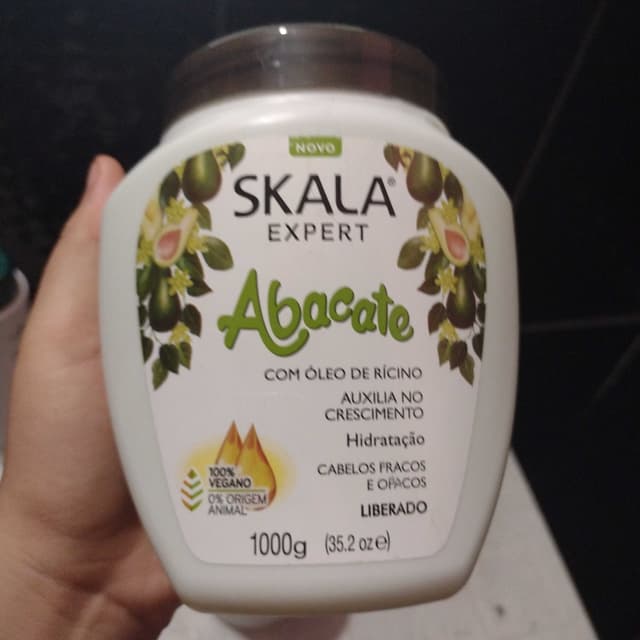 NOVO
SKALA®
EXPERT
Abacate
COM ÓLEO DE RÍCINO
AUXILIA NO
CRESCIMENTO
Hidratação
CABELOS FRACOS
E OPACOS
LIBERADO
100%
VEGANO
0% ORIGEM
ANIMAL
1000g (35.2 oz e)